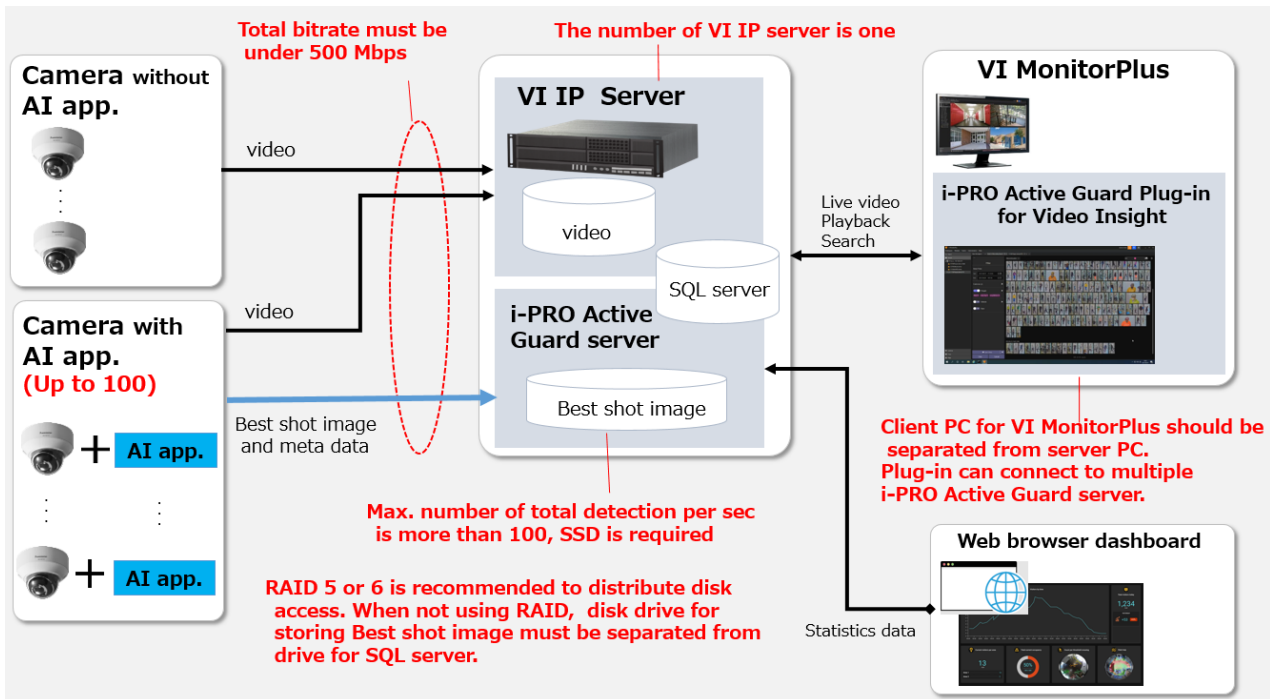 Total bitrate must be
under 500 Mbps
The number of VI IP server is one
Camera without
AI app.
video
VI IP Server
video
SQL server
Live video
Playback
Search
VI MonitorPlus
i-PRO Active Guard Plug-in
for Video Insight
Camera with
AI app.
(Up to 100)
video
Best shot image
and meta data
AI app.
AI app.
i-PRO Active
Guard server
Best shot image
Client PC for VI MonitorPlus should be
separated from server PC.
Plug-in can connect to multiple
i-PRO Active Guard server.
Max. number of total detection per sec
is more than 100, SSD is required
RAID 5 or 6 is recommended to distribute disk
access. When not using RAID, disk drive for
storing Best shot image must be separated from
drive for SQL server.
Statistics data
Web browser dashboard
1,234
13
50%